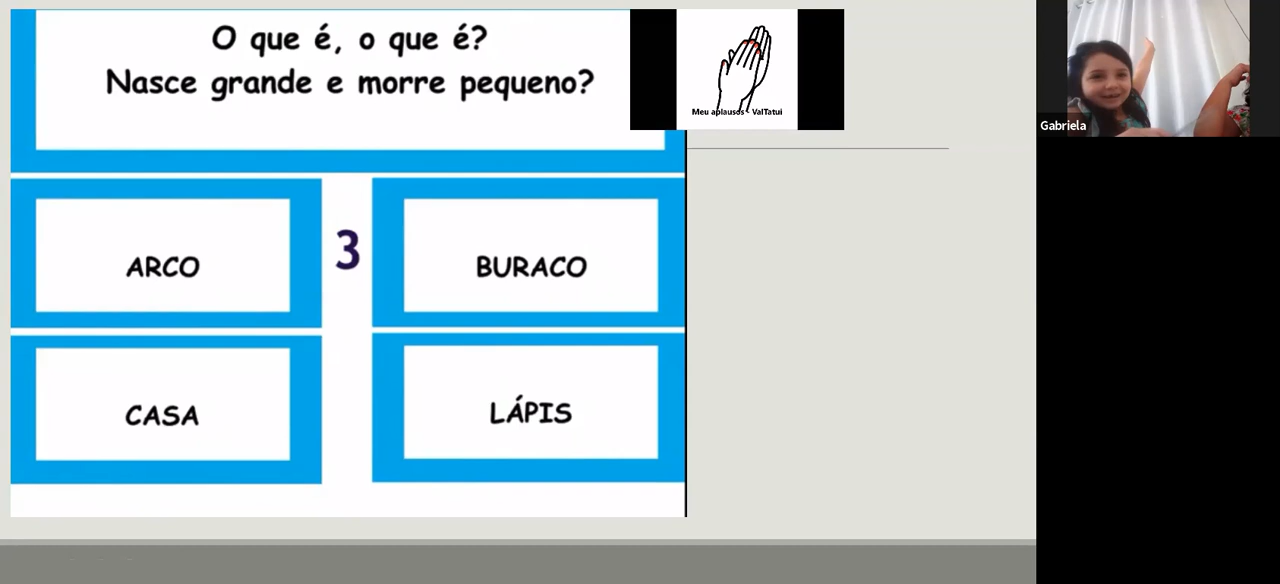 O que é, o que é?
Nasce grande e morre pequeno?
Meu aplausos - ValTatui
ARCO
3
BURACO
CASA
LÁPIS
Gabriela